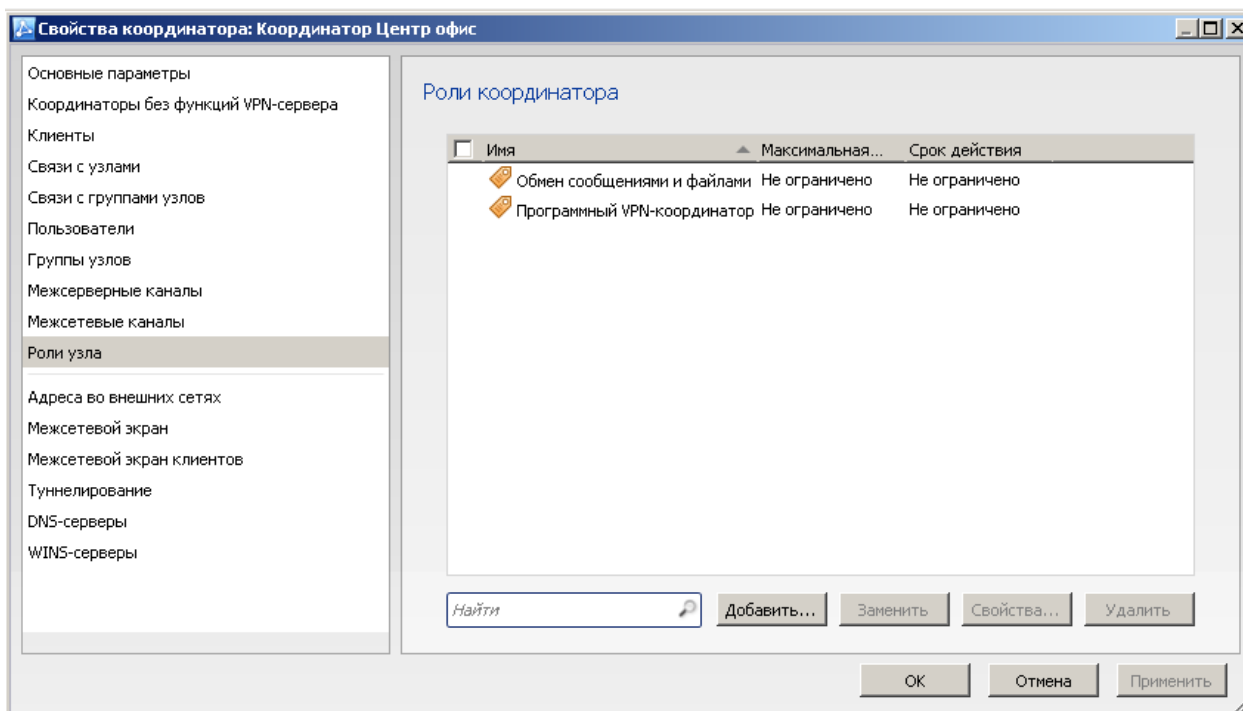 Свойства координатора: Координатор Центр офис
Основные параметры
Координаторы без функций VPN-сервера
Клиенты
Связи с узлами
Связи с группами узлов
Пользователи
Группы узлов
Межсерверные каналы
Межсетевые каналы
Роли узла
Адреса во внешних сетях
Межсетевой экран
Межсетевой экран клиентов
Туннелирование
DNS-серверы
WINS-серверы
Роли координатора
Имя Максимальная... Срок действия
Обмен сообщениями и файлами Не ограничено Не ограничено
Программный VPN-координатор Не ограничено Не ограничено
Найти Добавить... Заменить Свойства... Удалить
ОК Отмена Применить